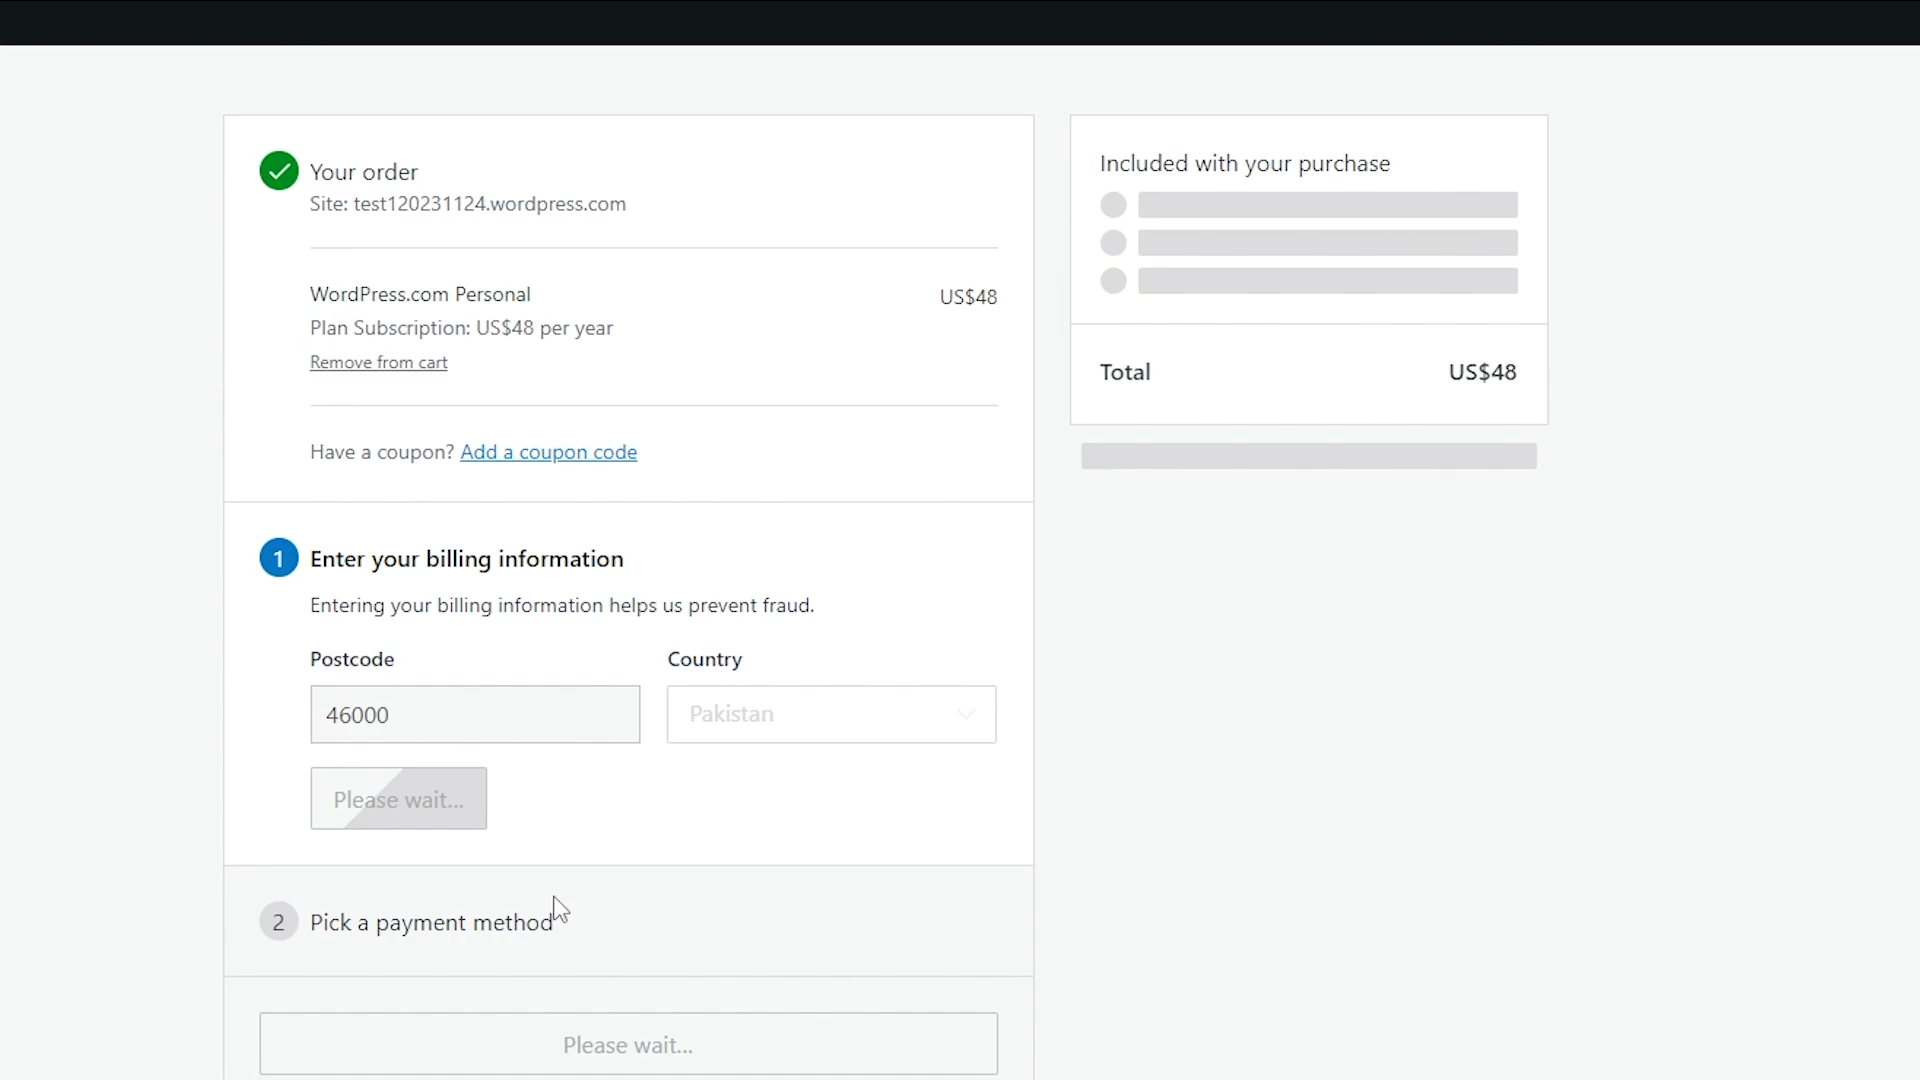 Your order
Site: test120231124.wordpress.com
WordPress.com Personal
US$48
Plan Subscription: US$48 per year
Remove from cart
Have a coupon? Add a coupon code
1 Enter your billing information
Entering your billing information helps us prevent fraud.
Postcode
Country
46000
Pakistan
Please wait...
2 Pick a payment method
Please wait...
Included with your purchase
Total
US$48